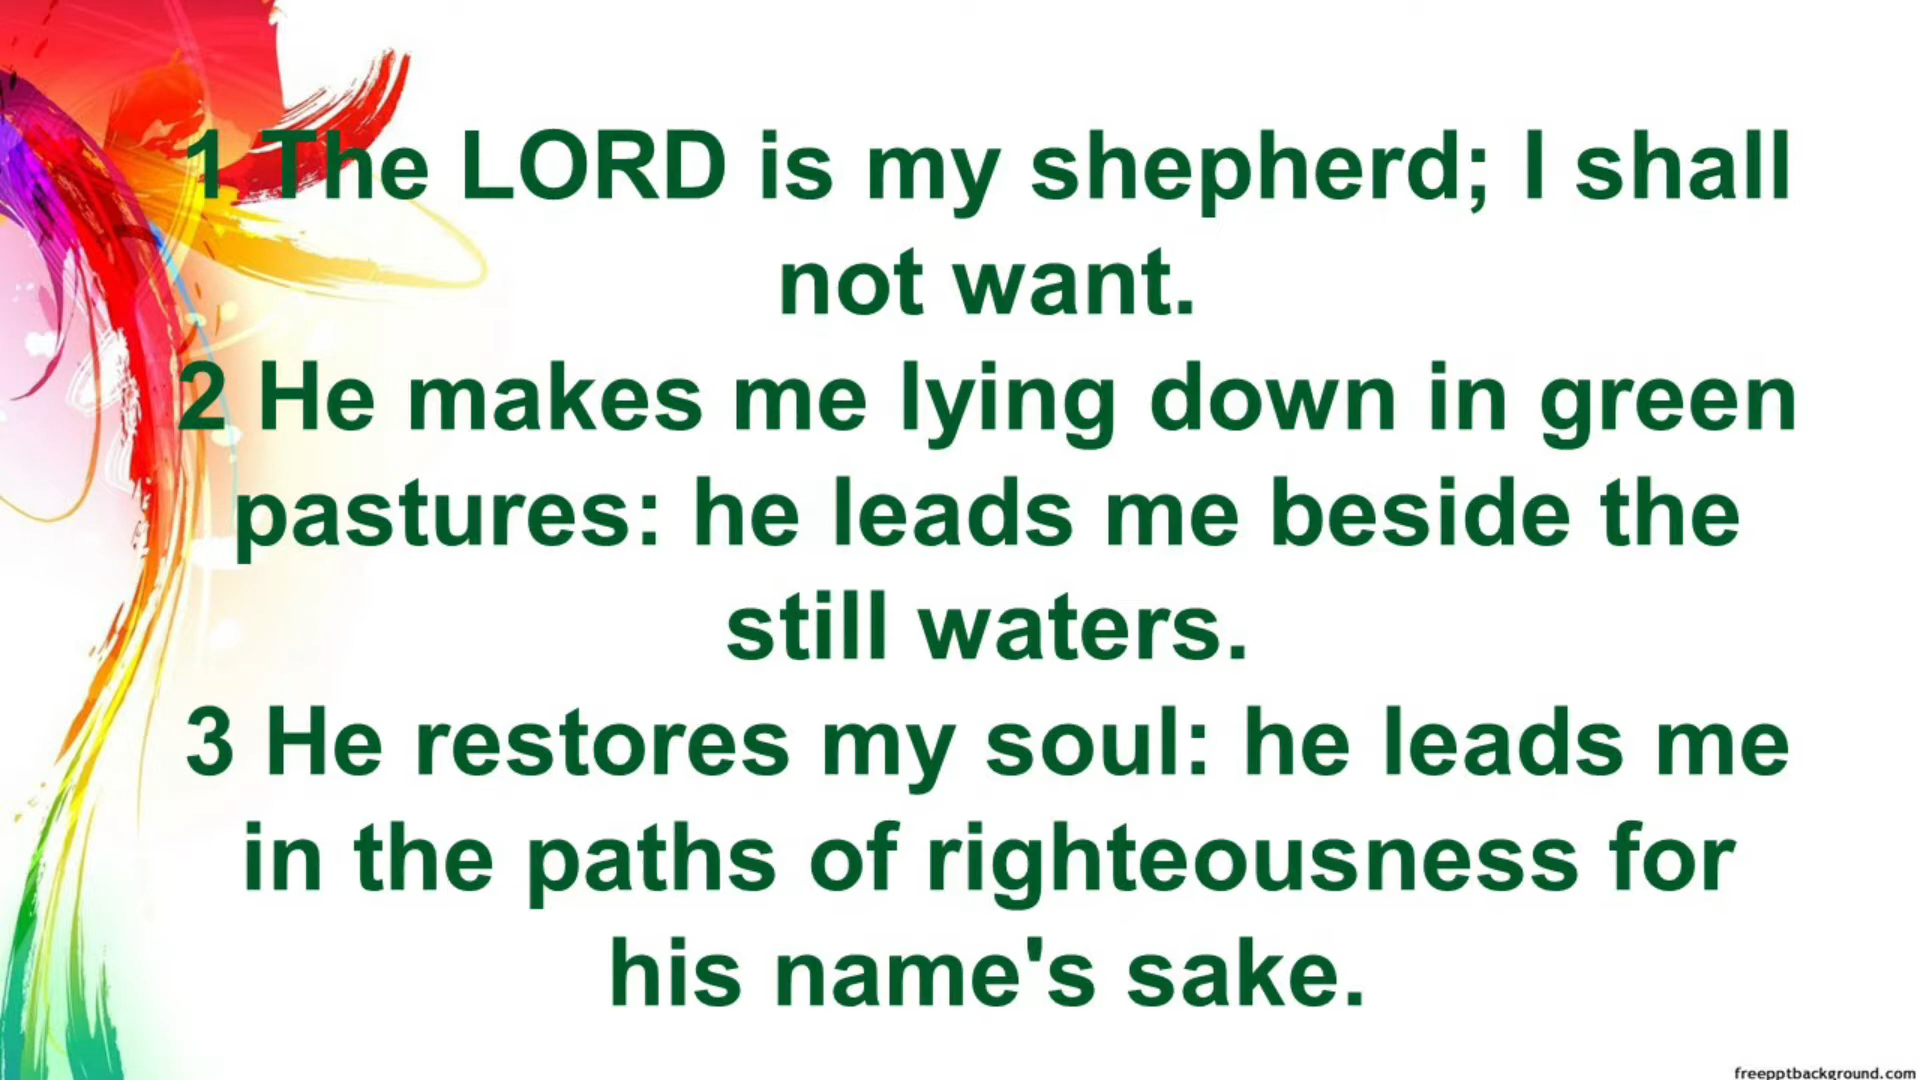 1 The LORD is my shepherd; I shall
not want.
2 He makes me lying down in green
pastures: he leads me beside the
still waters.
3 He restores my soul: he leads me
in the paths of righteousness for
his name's sake.
freepptbackground.com